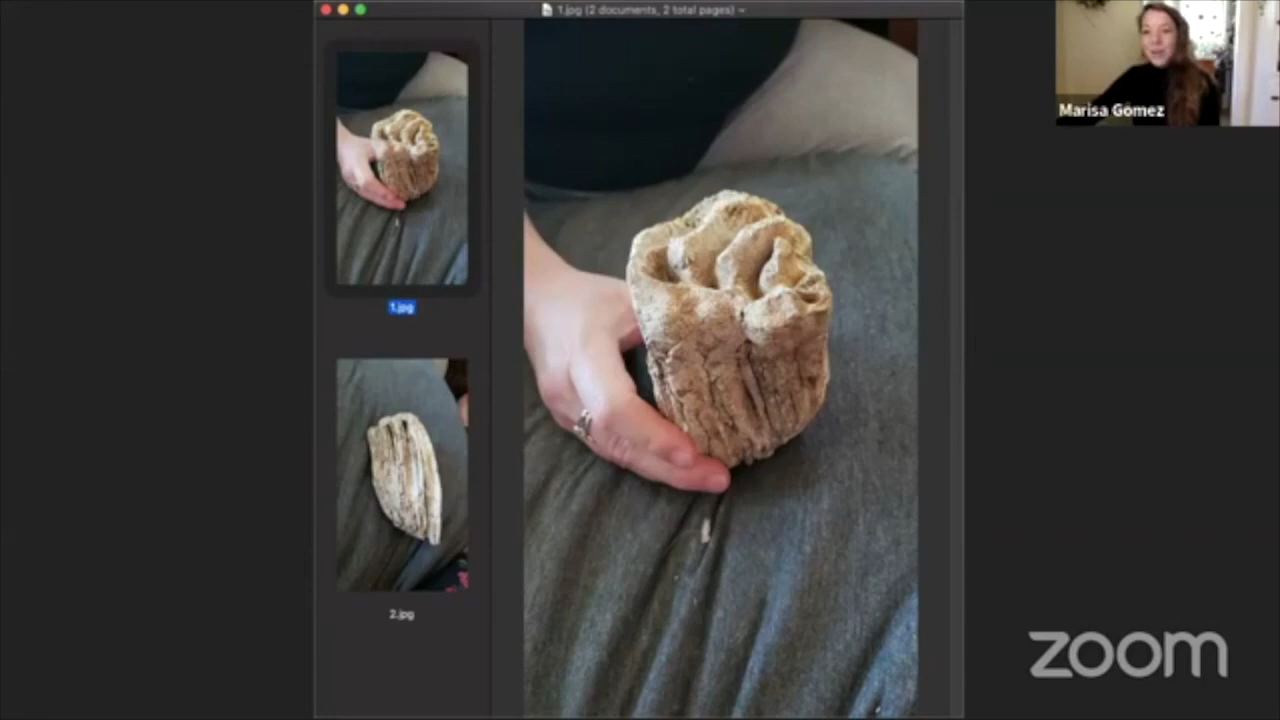 1.jpg (2 documents, 2 total pages)
Marisa Gómez
1.jpg
2.jpg
zoom